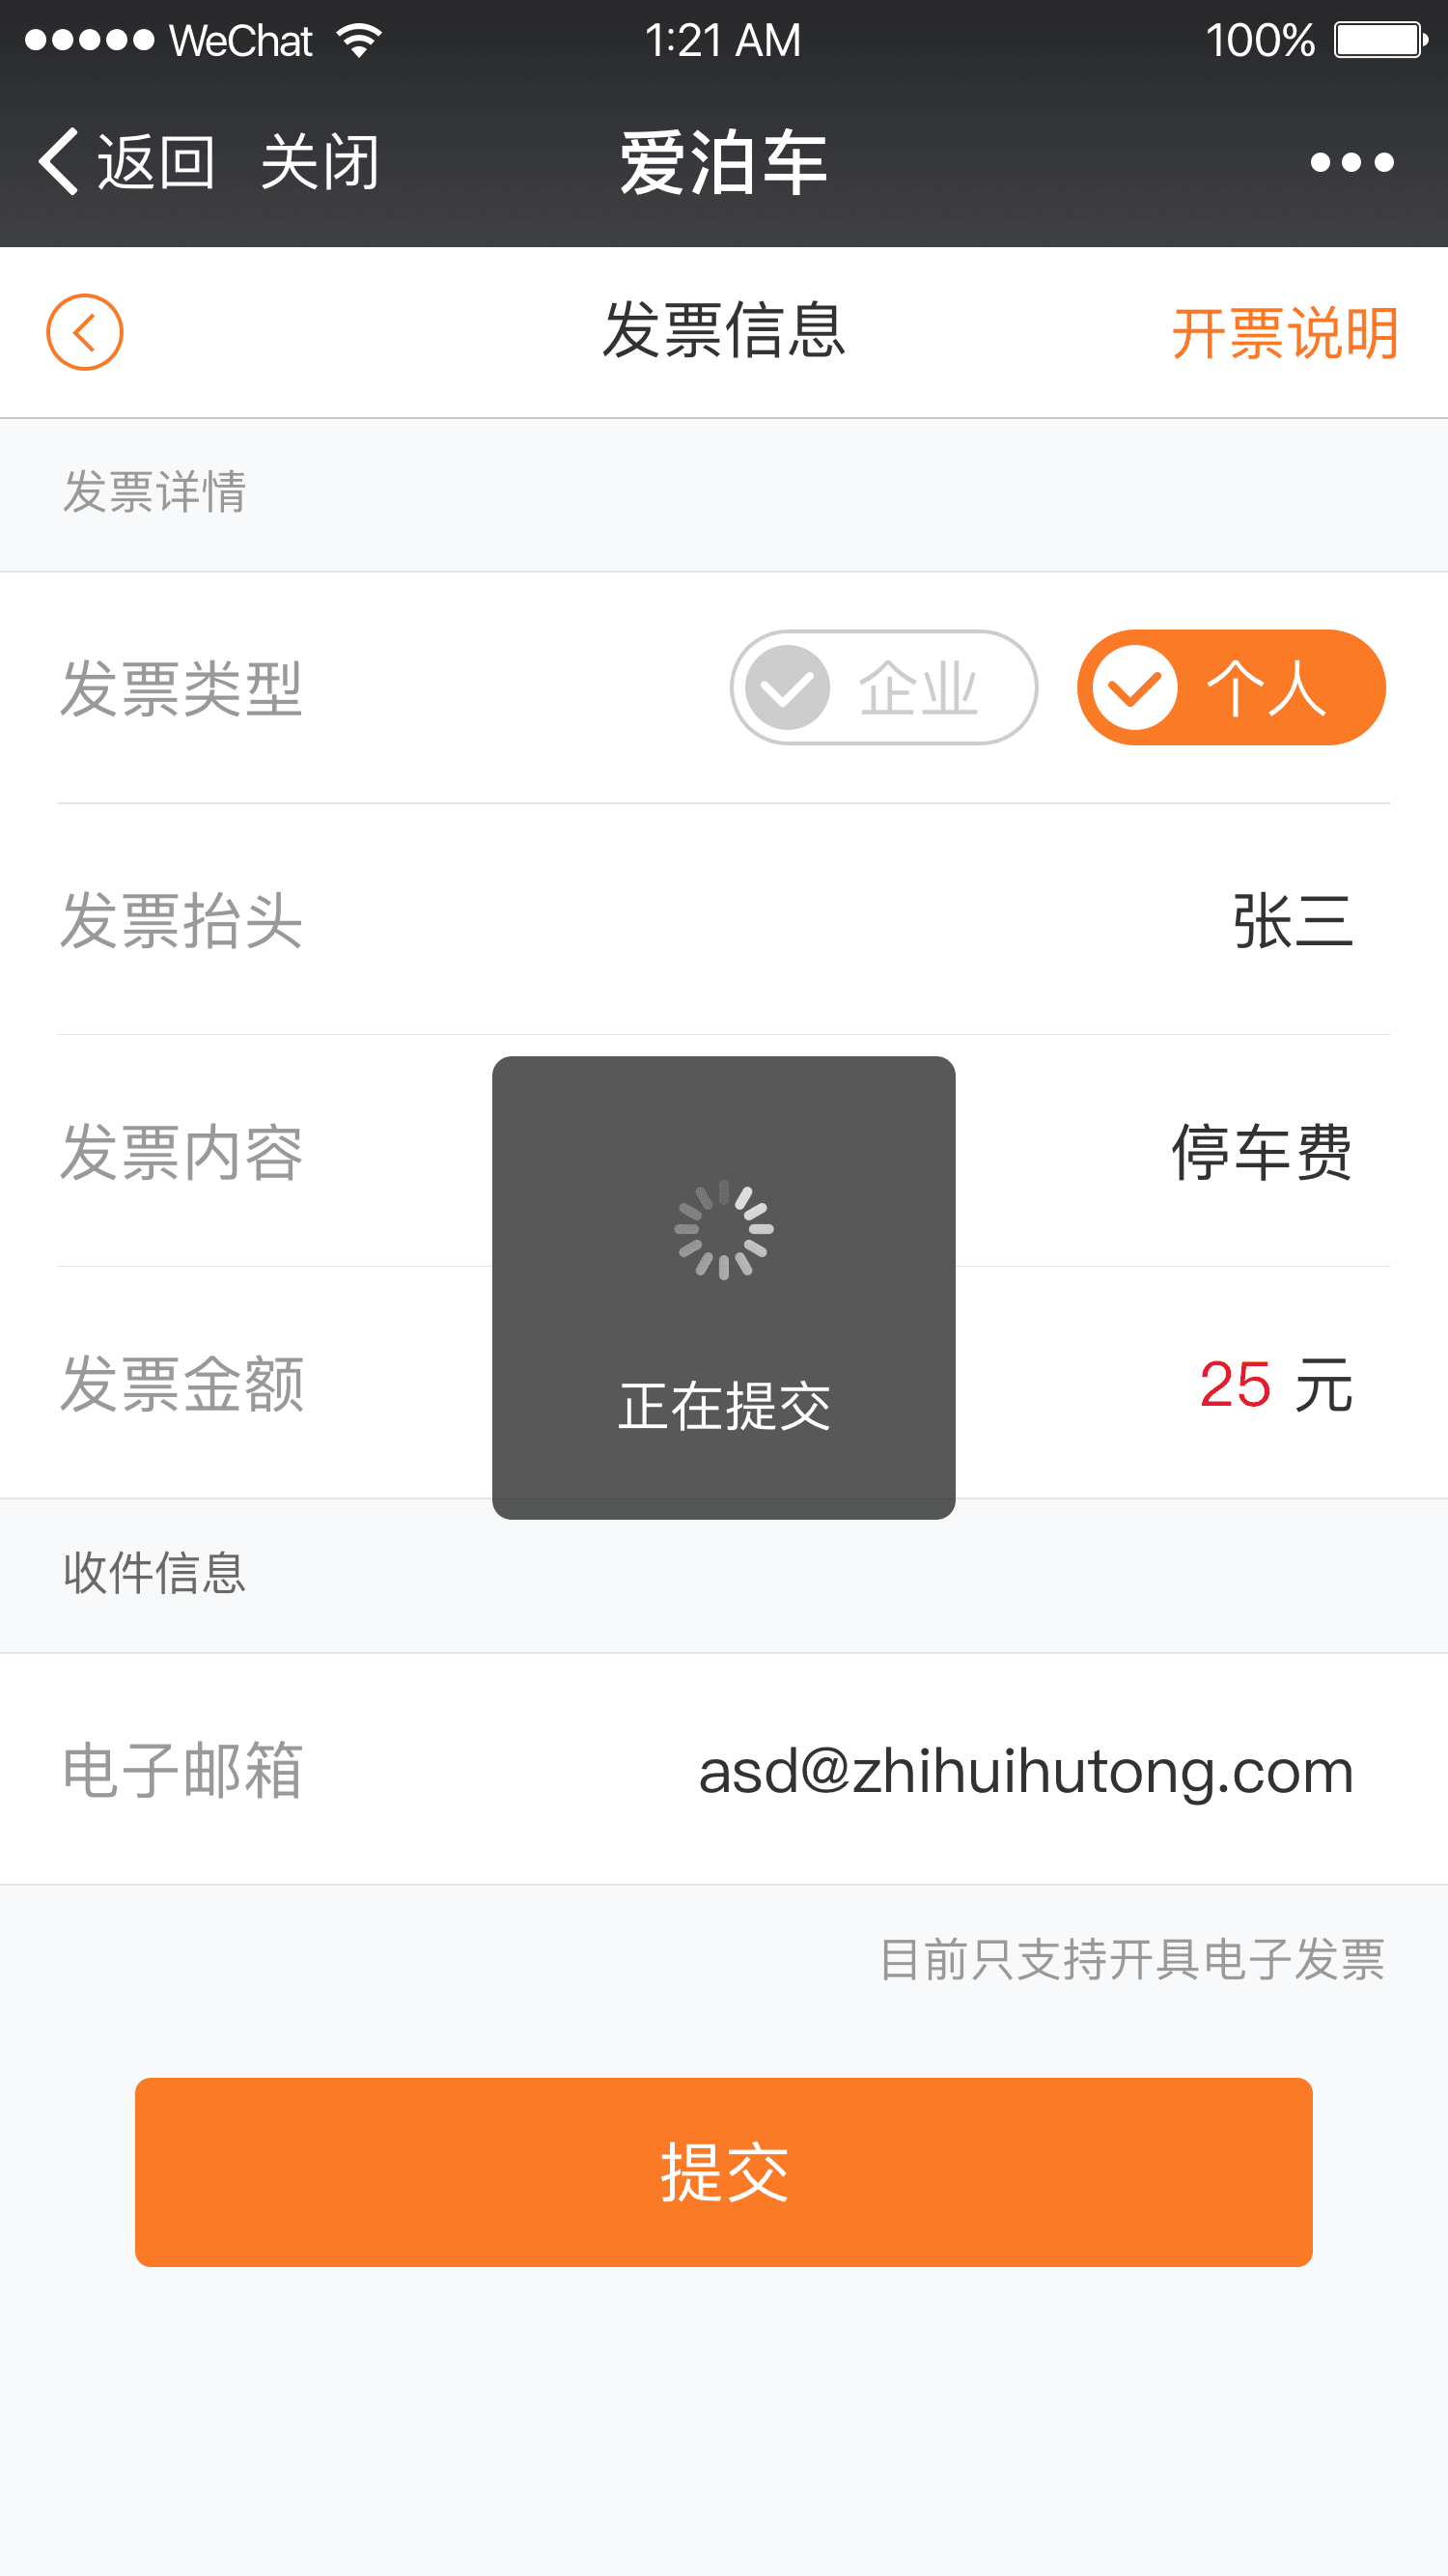 WeChat 1:21 AM 100%
返回 关闭 爱泊车
发票信息 开票说明
发票详情
发票类型 企业 个人
发票抬头 张三
发票内容 停车费
发票金额 25 元
正在提交
收件信息
电子邮箱 asd@zhihuihutong.com
目前只支持开具电子发票
提交